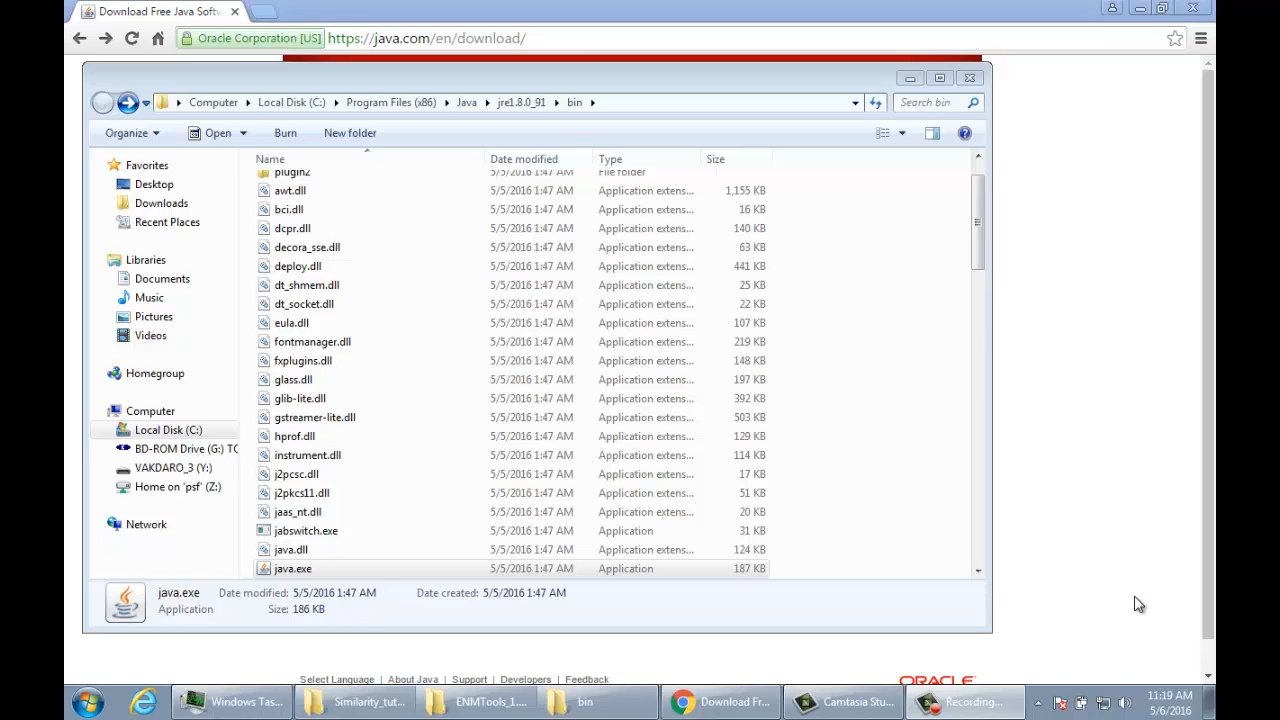 Download Free Java Softw
Oracle Corporation [US] https://java.com/en/download/
Computer Local Disk (C:) Program Files (x86) Java jre1.8.0_91 bin Search bin
Organize Open Burn New folder
Name Date modified Type Size
Favorites
Desktop
Downloads
Recent Places
Libraries
Documents
Music
Pictures
Videos
Homegroup
Computer
Local Disk (C:)
BD-ROM Drive (G:) TC
VAKDARO_3 (Y:)
Home on 'psf' (Z:)
Network
plugin2 5/5/2016 1:47 AM File folder
awt.dll 5/5/2016 1:47 AM Application extens... 1,155 KB
bci.dll 5/5/2016 1:47 AM Application extens... 16 KB
dcpr.dll 5/5/2016 1:47 AM Application extens... 140 KB
decora_sse.dll 5/5/2016 1:47 AM Application extens... 63 KB
deploy.dll 5/5/2016 1:47 AM Application extens... 441 KB
dt_shmem.dll 5/5/2016 1:47 AM Application extens... 25 KB
dt_socket.dll 5/5/2016 1:47 AM Application extens... 22 KB
eula.dll 5/5/2016 1:47 AM Application extens... 107 KB
fontmanager.dll 5/5/2016 1:47 AM Application extens... 219 KB
fxplugins.dll 5/5/2016 1:47 AM Application extens... 148 KB
glass.dll 5/5/2016 1:47 AM Application extens... 197 KB
glib-lite.dll 5/5/2016 1:47 AM Application extens... 392 KB
gstreamer-lite.dll 5/5/2016 1:47 AM Application extens... 503 KB
hprof.dll 5/5/2016 1:47 AM Application extens... 129 KB
instrument.dll 5/5/2016 1:47 AM Application extens... 114 KB
j2pcsc.dll 5/5/2016 1:47 AM Application extens... 17 KB
j2pkcs11.dll 5/5/2016 1:47 AM Application extens... 51 KB
jaas_nt.dll 5/5/2016 1:47 AM Application extens... 20 KB
jabswitch.exe 5/5/2016 1:47 AM Application 31 KB
java.dll 5/5/2016 1:47 AM Application extens... 124 KB
java.exe 5/5/2016 1:47 AM Application 187 KB
java.exe Date modified: 5/5/2016 1:47 AM Date created: 5/5/2016 1:47 AM
Application Size: 186 KB
Select Language | About Java | Support | Developers | Feedback
ORACLE
Windows Tas... Similarity_tut... ENMTools_1.... bin Download Fr... Camtasia Stu... Recording... 11:19 AM
5/6/2016